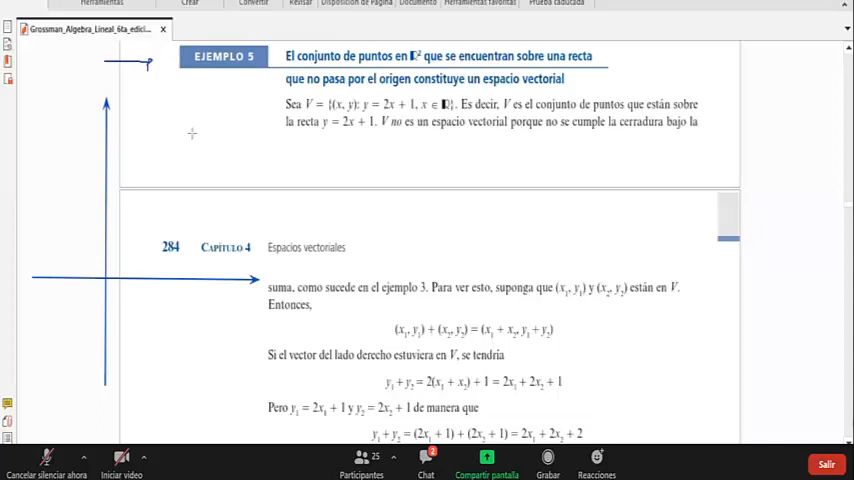 Herramientas Crear Convertir Revisar Disposición de Página Documento Herramientas favoritas Prueba caducada
Grossman_Algebra_Lineal_6ta_edici... ×
EJEMPLO 5 El conjunto de puntos en ℝ² que se encuentran sobre una recta
que no pasa por el origen constituye un espacio vectorial
Sea V = {(x, y): y = 2x + 1, x ∈ ℝ}. Es decir, V es el conjunto de puntos que están sobre
la recta y = 2x + 1. V no es un espacio vectorial porque no se cumple la cerradura bajo la
284 CAPÍTULO 4 Espacios vectoriales
suma, como sucede en el ejemplo 3. Para ver esto, suponga que (x₁, y₁) y (x₂, y₂) están en V.
Entonces,
(x₁, y₁) + (x₂, y₂) = (x₁ + x₂, y₁ + y₂)
Si el vector del lado derecho estuviera en V, se tendría
y₁ + y₂ = 2(x₁ + x₂) + 1 = 2x₁ + 2x₂ + 1
Pero y₁ = 2x₁ + 1 y y₂ = 2x₂ + 1 de manera que
y₁ + y₂ = (2x₁ + 1) + (2x₂ + 1) = 2x₁ + 2x₂ + 2
25 2
Cancelar silenciar ahora Iniciar video Participantes Chat Compartir pantalla Grabar Reacciones Salir